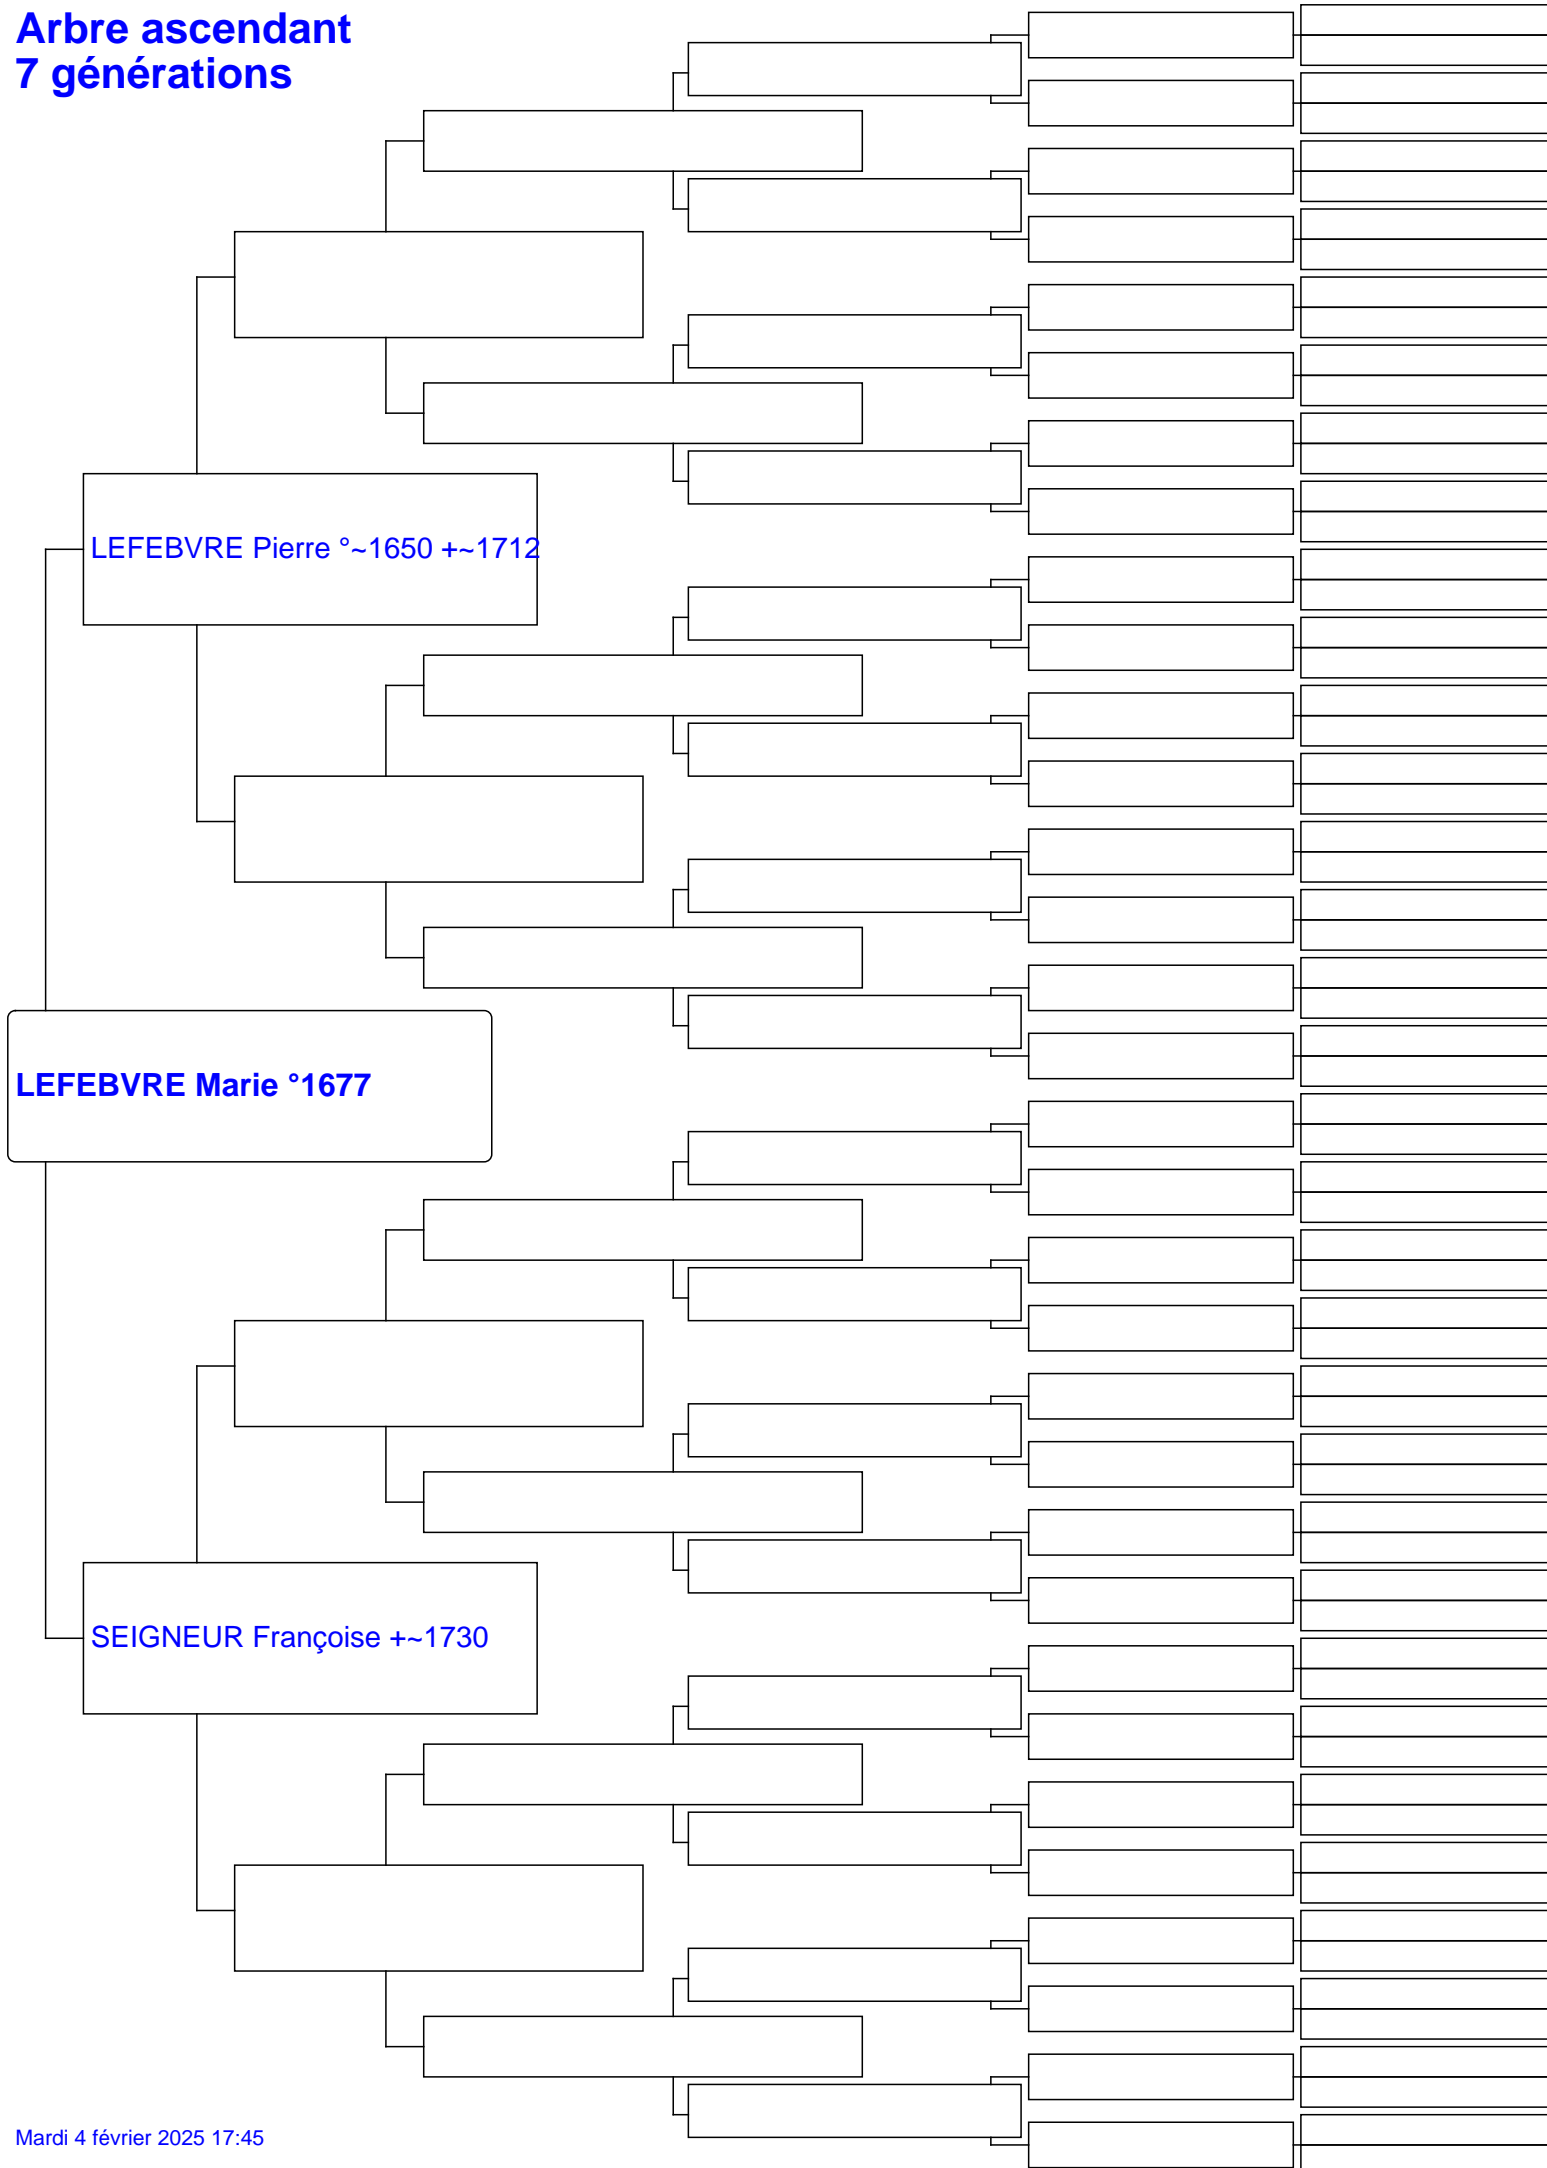 Arbre ascendant
7 générations
LEFEBVRE Pierre °~1650 +~1712
LEFEBVRE Marie °1677
SEIGNEUR Françoise +~1730
Mardi 4 février 2025 17:45